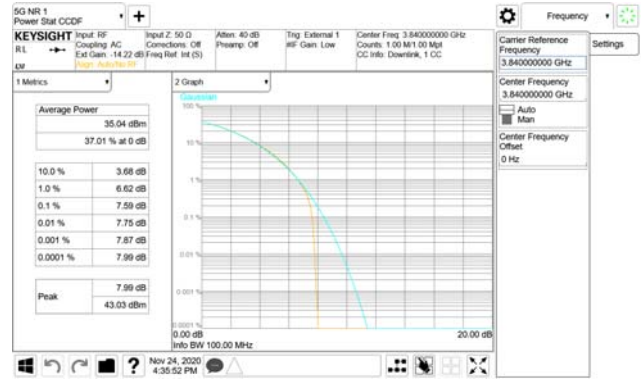 5G NR 1
Power Stat CCDF
Frequency
KEYSIGHT
RL
Input: RF
Coupling: AC
Ext Gain: -14.22 dB
Align: Auto/No RF
Input Z: 50 Ω
Corrections: Off
Freq Ref: Int (S)
Atten: 40 dB
Preamp: Off
Trig: External 1
#IF Gain: Low
Center Freq: 3.840000000 GHz
Counts: 1.00 M/1.00 Mpt
CC Info: Downlink, 1 CC
1 Metrics
Average Power
35.04 dBm
37.01 % at 0 dB
10.0 % 3.68 dB
1.0 % 6.62 dB
0.1 % 7.59 dB
0.01 % 7.75 dB
0.001 % 7.87 dB
0.0001 % 7.99 dB
Peak
7.99 dB
43.03 dBm
2 Graph
Gaussian
100 %
10 %
1 %
0.1 %
0.01 %
0.001 %
0.0001 %
0.00 dB
20.00 dB
Info BW 100.00 MHz
Carrier Reference
Frequency
3.840000000 GHz
Center Frequency
3.840000000 GHz
Auto
Man
Center Frequency
Offset
0 Hz
Settings
?
Nov 24, 2020
4:35:52 PM